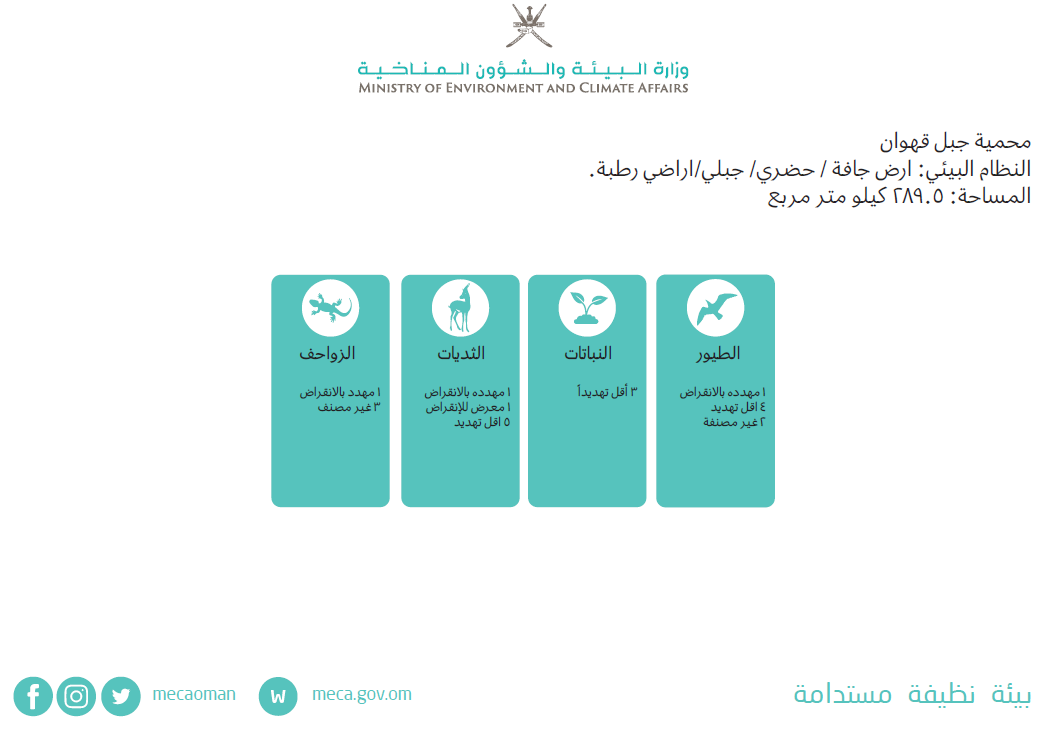 وزارة البيئة والشؤون المناخية
MINISTRY OF ENVIRONMENT AND CLIMATE AFFAIRS
محمية جبل قهوان
النظام البيئي: ارض جافة / حضري/ جبلي/اراضي رطبة.
المساحة: ٢٨٩.٥ كيلو متر مربع
الطيور
١ مهدده بالانقراض
٤ اقل تهديد
٢ غير مصنفة
النباتات
٣ أقل تهديداً
الثديات
١ مهدده بالانقراض
١ معرض للإنقراض
٥ اقل تهديد
الزواحف
١ مهدد بالانقراض
٣ غير مصنف
بيئة نظيفة مستدامة
mecaoman
w meca.gov.om